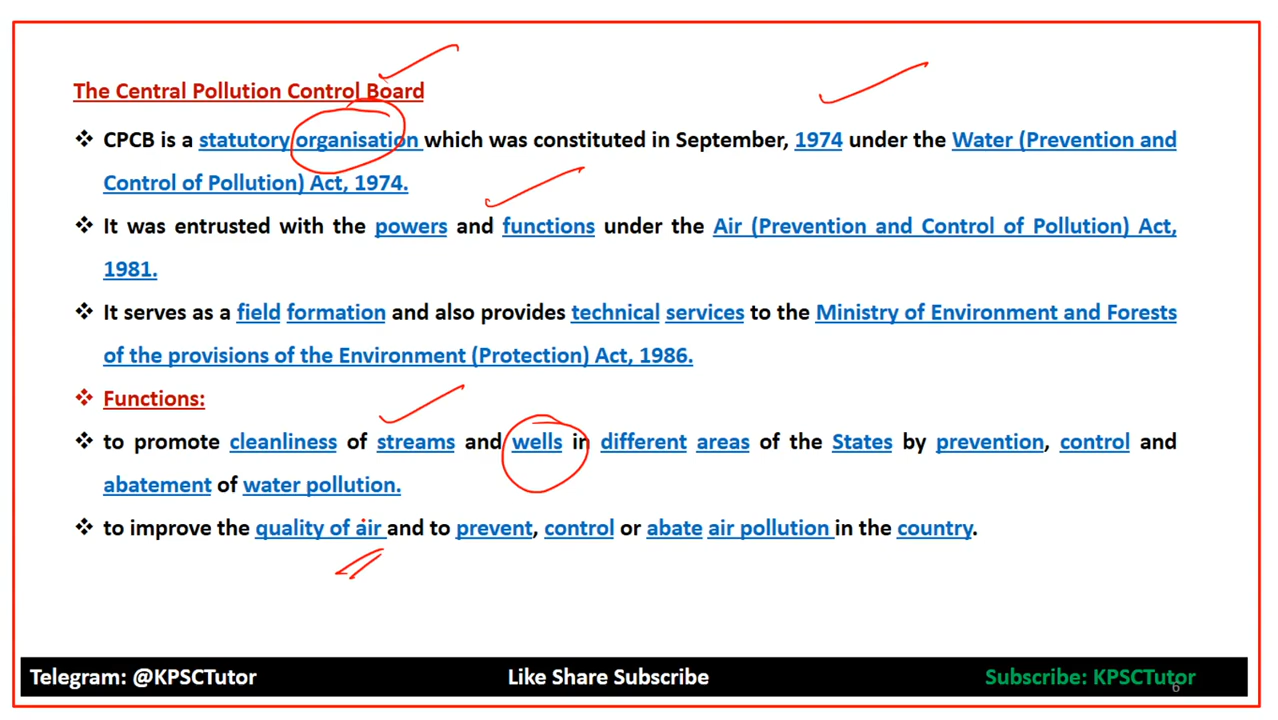 The Central Pollution Control Board
❖ CPCB is a statutory organisation which was constituted in September, 1974 under the Water (Prevention and
Control of Pollution) Act, 1974.
❖ It was entrusted with the powers and functions under the Air (Prevention and Control of Pollution) Act,
1981.
❖ It serves as a field formation and also provides technical services to the Ministry of Environment and Forests
of the provisions of the Environment (Protection) Act, 1986.
❖ Functions:
❖ to promote cleanliness of streams and wells in different areas of the States by prevention, control and
abatement of water pollution.
❖ to improve the quality of air and to prevent, control or abate air pollution in the country.
Telegram: @KPSCTutor Like Share Subscribe Subscribe: KPSCTutor
6